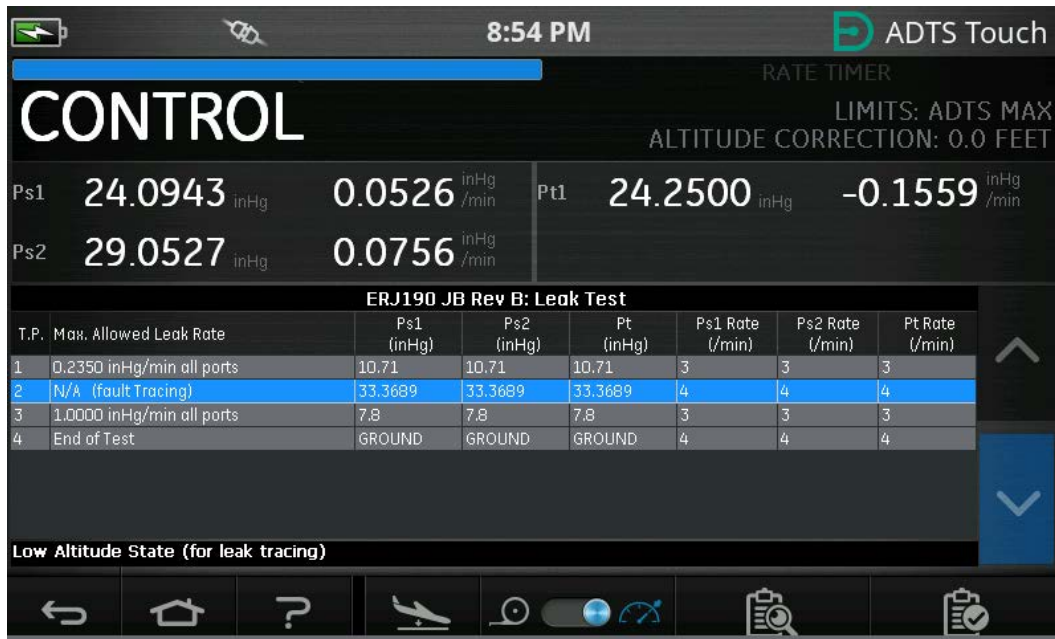 8:54 PM
ADTS Touch
RATE TIMER
CONTROL
LIMITS: ADTS MAX
ALTITUDE CORRECTION: 0.0 FEET
Ps1 24.0943 inHg 0.0526 inHg/min Pt1 24.2500 inHg -0.1559 inHg/min
Ps2 29.0527 inHg 0.0756 inHg/min
ERJ190 JB Rev B: Leak Test
T.P. Max. Allowed Leak Rate Ps1 (inHg) Ps2 (inHg) Pt (inHg) Ps1 Rate (/min) Ps2 Rate (/min) Pt Rate (/min)
1 0.2350 inHg/min all ports 10.71 10.71 10.71 3 3 3
2 N/A (fault Tracing) 33.3689 33.3689 33.3689 4 4 4
3 1.0000 inHg/min all ports 7.8 7.8 7.8 3 3 3
4 End of Test GROUND GROUND GROUND 4 4 4
Low Altitude State (for leak tracing)
?